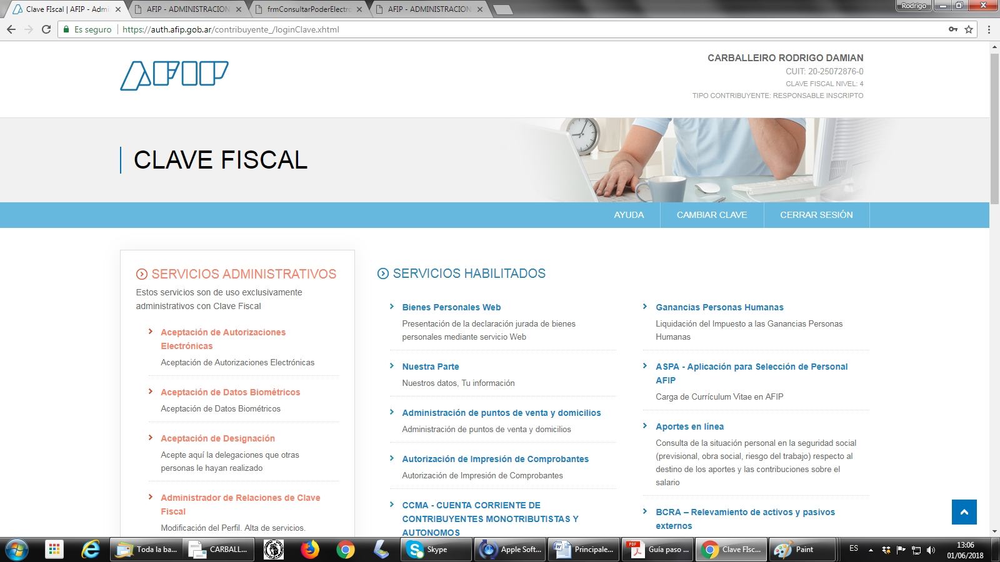 Clave FIscal | AFIP - Admi
AFIP - ADMINISTRACION
frmConsultarPoderElectro
AFIP - ADMINISTRACION
Rodrigo
Es seguro
https://auth.afip.gob.ar/contribuyente_/loginClave.xhtml
AFIP
CARBALLEIRO RODRIGO DAMIAN
CUIT: 20-25072876-0
CLAVE FISCAL NIVEL: 4
TIPO CONTRIBUYENTE: RESPONSABLE INSCRIPTO
CLAVE FISCAL
AYUDA
CAMBIAR CLAVE
CERRAR SESIÓN
SERVICIOS ADMINISTRATIVOS
Estos servicios son de uso exclusivamente
administrativos con Clave Fiscal
Aceptación de Autorizaciones
Electrónicas
Aceptación de Autorizaciones Electrónicas
Aceptación de Datos Biométricos
Aceptación de Datos Biométricos
Aceptación de Designación
Acepte aquí la delegaciones que otras
personas le hayan realizado
Administrador de Relaciones de Clave
Fiscal
Modificación del Perfil. Alta de servicios.
SERVICIOS HABILITADOS
Bienes Personales Web
Presentación de la declaración jurada de bienes
personales mediante servicio Web
Nuestra Parte
Nuestros datos, Tu información
Administración de puntos de venta y domicilios
Administración de puntos de venta y domicilios
Autorización de Impresión de Comprobantes
Autorización de Impresión de Comprobantes
CCMA - CUENTA CORRIENTE DE
CONTRIBUYENTES MONOTRIBUTISTAS Y
AUTONOMOS
Ganancias Personas Humanas
Liquidación del Impuesto a las Ganancias Personas
Humanas
ASPA - Aplicación para Selección de Personal
AFIP
Carga de Currículum Vitae en AFIP
Aportes en línea
Consulta de la situación personal en la seguridad social
(previsional, obra social, riesgo del trabajo) respecto al
destino de los aportes y las contribuciones sobre el
salario
BCRA – Relevamiento de activos y pasivos
externos
Toda la ba...
CARBALL...
Skype
Apple Soft...
Principale...
PDF
Guía paso ...
Clave FIsc...
Paint
ES
13:06
01/06/2018